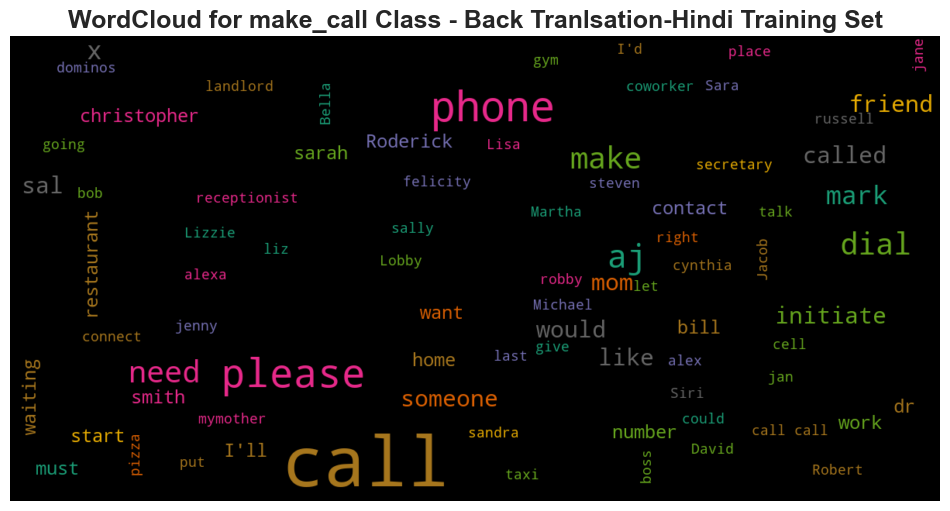 WordCloud for make_call Class - Back Tranlsation-Hindi Training Set
x
I'd
place
jane
dominos
gym
landlord
Bella
coworker
Sara
christopher
phone
friend
russell
going
sarah
Roderick
Lisa
make
secretary
called
sal
bob
receptionist
felicity
steven
mark
restaurant
Lizzie
liz
sally
Martha
contact
talk
dial
alexa
Lobby
aj
right
cynthia
Jacob
robby
mom
let
connect
jenny
want
Michael
would
bill
initiate
give
cell
need
please
home
last
like
alex
jan
waiting
smith
someone
Siri
dr
mymother
start
I'll
sandra
number
could
call call
work
must
pizza
put
call
taxi
boss
David
Robert